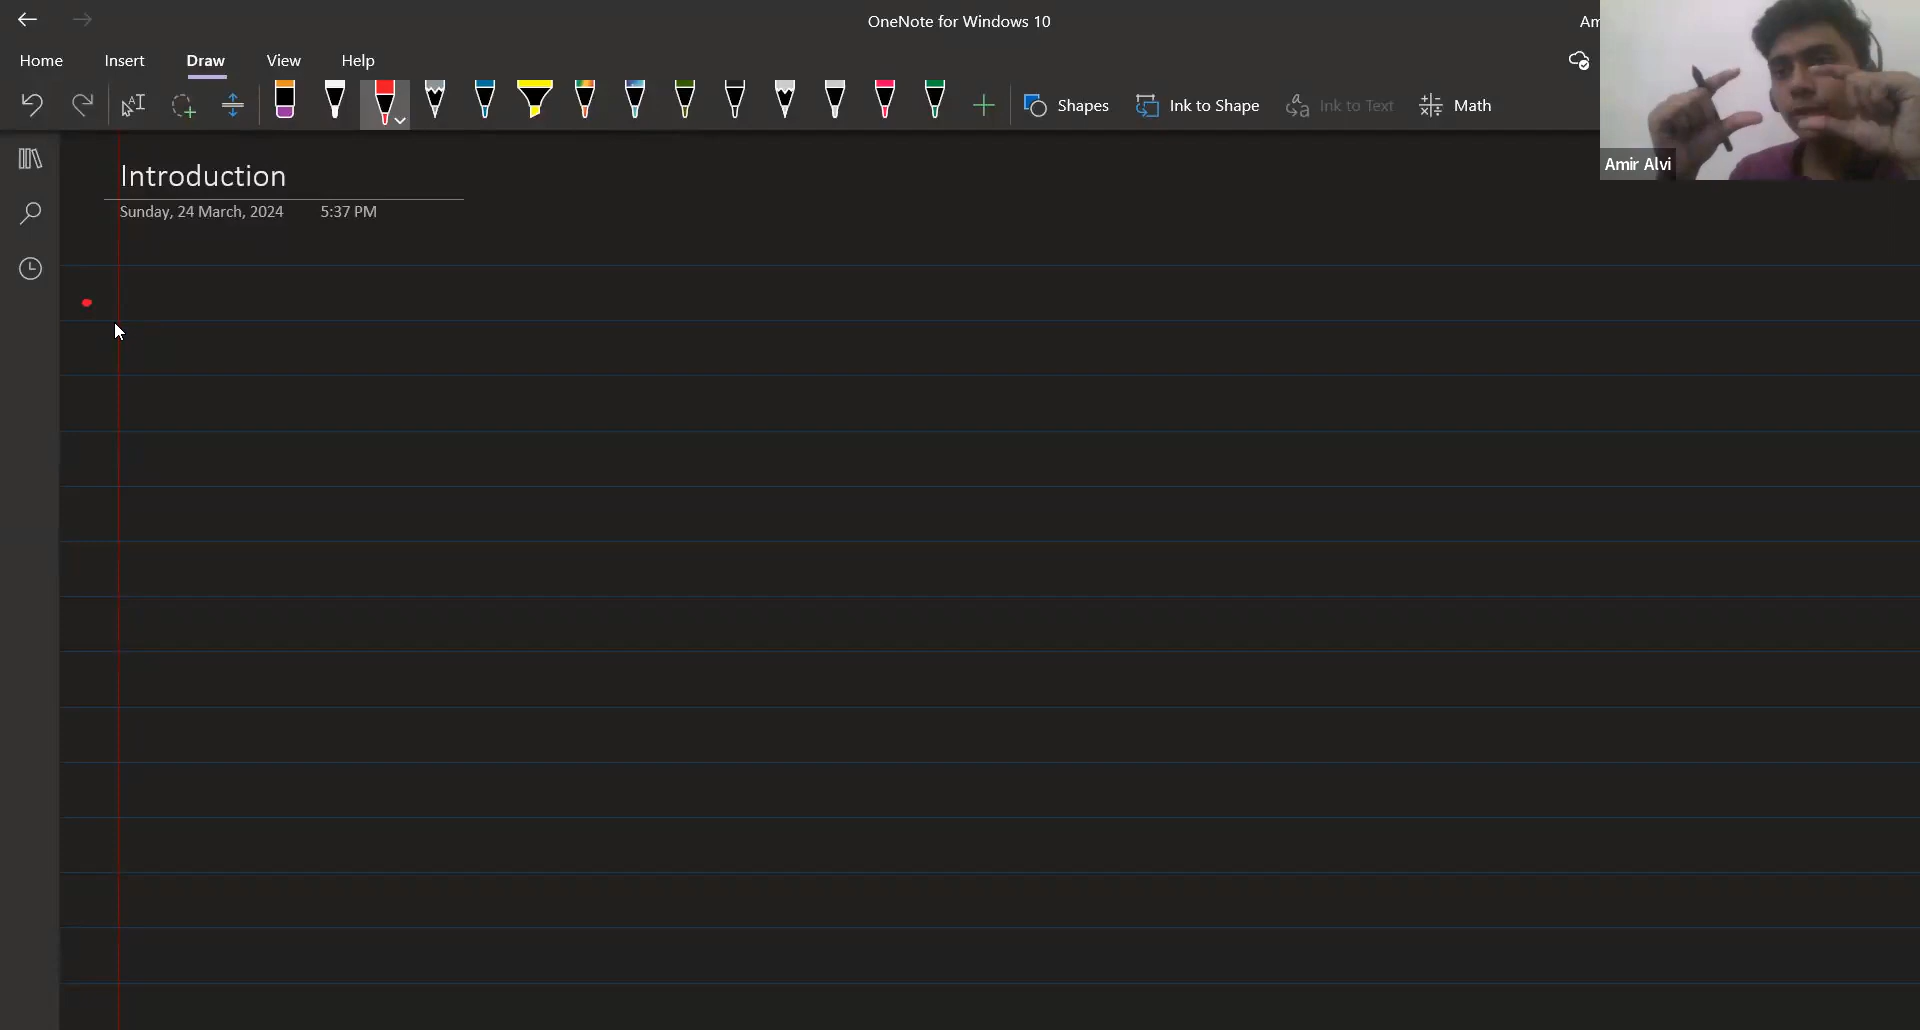 OneNote for Windows 10
Am
Home Insert Draw View Help
Shapes Ink to Shape Ink to Text Math
Amir Alvi
Introduction
Sunday, 24 March, 2024 5:37 PM